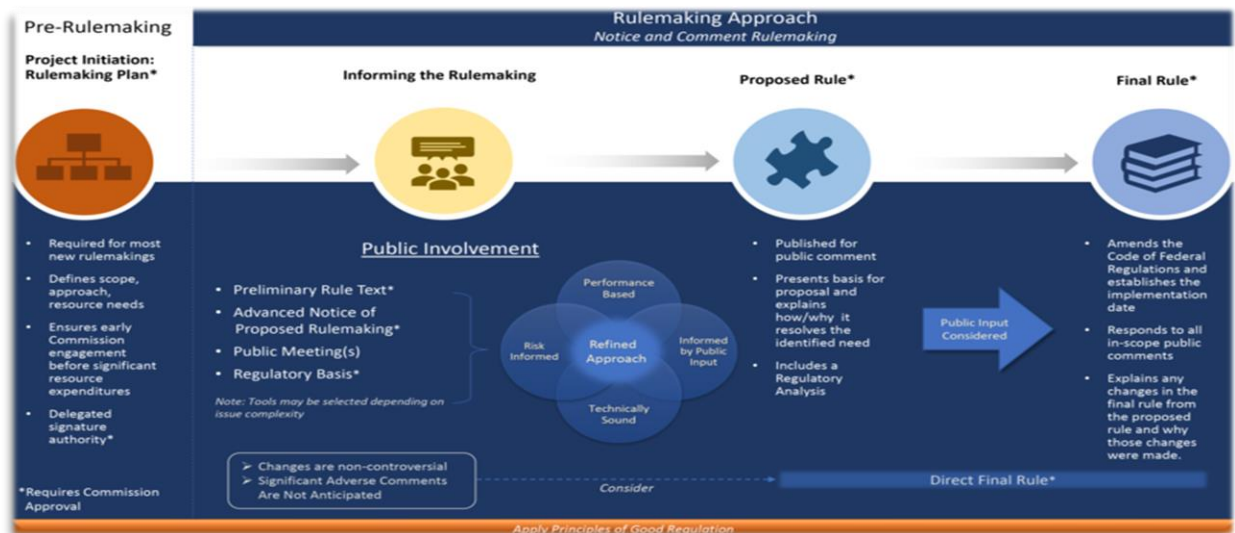 Pre-Rulemaking
Rulemaking Approach
Notice and Comment Rulemaking
Project Initiation:
Rulemaking Plan*
Informing the Rulemaking
Proposed Rule*
Final Rule*
• Required for most
new rulemakings
• Defines scope,
approach,
resource needs
• Ensures early
Commission
engagement
before significant
resource
expenditures
• Delegated
signature
authority*
*Requires Commission
Approval
Public Involvement
• Preliminary Rule Text*
• Advanced Notice of
Proposed Rulemaking*
• Public Meeting(s)
• Regulatory Basis*
Note: Tools may be selected depending on
issue complexity
Performance
Based
Risk
Informed
Refined
Approach
Informed
by Public
Input
Technically
Sound
➢ Changes are non-controversial
➢ Significant Adverse Comments
Are Not Anticipated
Consider
• Published for
public comment
• Presents basis for
proposal and
explains
how/why it
resolves the
identified need
• Includes a
Regulatory
Analysis
Public Input
Considered
• Amends the
Code of Federal
Regulations and
establishes the
implementation
date
• Responds to all
in-scope public
comments
• Explains any
changes in the
final rule from
the proposed
rule and why
those changes
were made.
Direct Final Rule*
Apply Principles of Good Regulation